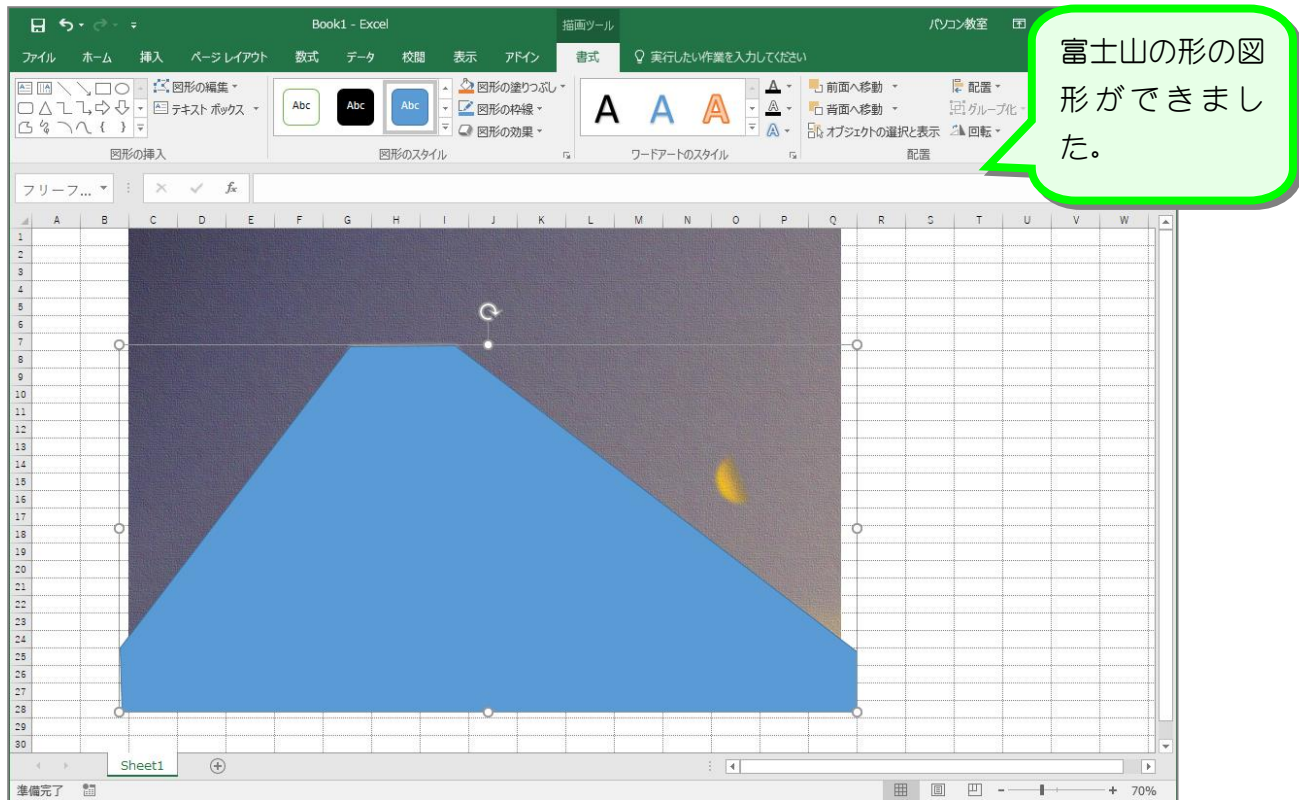 Book1 - Excel
描画ツール
パソコン教室
ファイル ホーム 挿入 ページ レイアウト 数式 データ 校閲 表示 アドイン 書式 実行したい作業を入力してください
富士山の形の図
形ができまし
た。
図形の編集
テキスト ボックス
図形の挿入
Abc Abc Abc
図形の塗りつぶし
図形の枠線
図形の効果
図形のスタイル
A A A
A
A
A
ワードアートのスタイル
前面へ移動
背面へ移動
オブジェクトの選択と表示
配置
グループ化
回転
配置
フリーフ...
fx
A B C D E F G H I J K L M N O P Q R S T U V W
1
2
3
4
5
6
7
8
9
10
11
12
13
14
15
16
17
18
19
20
21
22
23
24
25
26
27
28
29
30
Sheet1
準備完了
70%